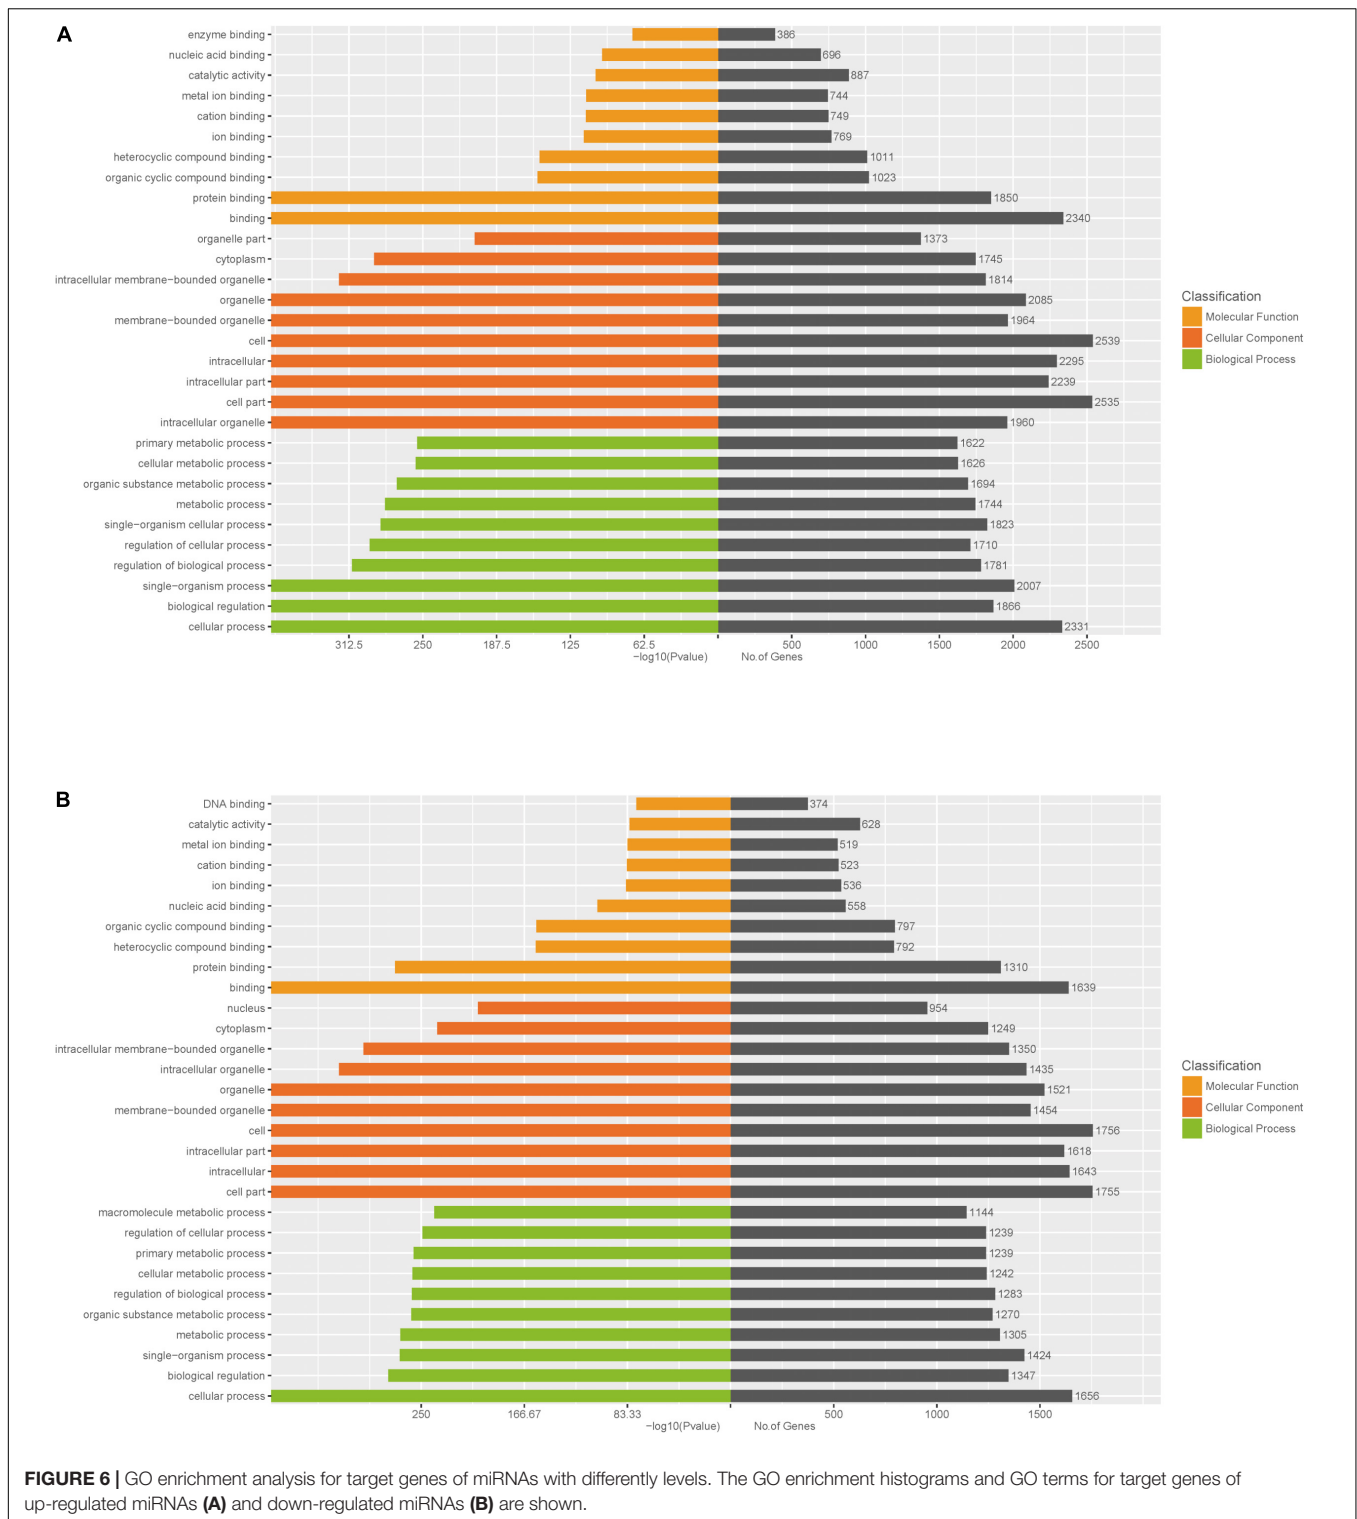 A
enzyme binding 386
nucleic acid binding 696
catalytic activity 887
metal ion binding 744
cation binding 749
ion binding 769
heterocyclic compound binding 1011
organic cyclic compound binding 1023
protein binding 1850
binding 2340
organelle part 1373
cytoplasm 1745
intracellular membrane−bounded organelle 1814
organelle 2085
membrane−bounded organelle 1964
cell 2539
intracellular 2295
intracellular part 2239
cell part 2535
intracellular organelle 1960
primary metabolic process 1622
cellular metabolic process 1626
organic substance metabolic process 1694
metabolic process 1744
single−organism cellular process 1823
regulation of cellular process 1710
regulation of biological process 1781
single−organism process 2007
biological regulation 1866
cellular process 2331
312.5 250 187.5 125 62.5 500 1000 1500 2000 2500
−log10(Pvalue) No.of Genes
Classification
Molecular Function
Cellular Component
Biological Process
B
DNA binding 374
catalytic activity 628
metal ion binding 519
cation binding 523
ion binding 536
nucleic acid binding 558
organic cyclic compound binding 797
heterocyclic compound binding 792
protein binding 1310
binding 1639
nucleus 954
cytoplasm 1249
intracellular membrane−bounded organelle 1350
intracellular organelle 1435
organelle 1521
membrane−bounded organelle 1454
cell 1756
intracellular part 1618
intracellular 1643
cell part 1755
macromolecule metabolic process 1144
regulation of cellular process 1239
primary metabolic process 1239
cellular metabolic process 1242
regulation of biological process 1283
organic substance metabolic process 1270
metabolic process 1305
single−organism process 1424
biological regulation 1347
cellular process 1656
250 166.67 83.33 500 1000 1500
−log10(Pvalue) No.of Genes
Classification
Molecular Function
Cellular Component
Biological Process
FIGURE 6 | GO enrichment analysis for target genes of miRNAs with differently levels. The GO enrichment histograms and GO terms for target genes of
up-regulated miRNAs (A) and down-regulated miRNAs (B) are shown.